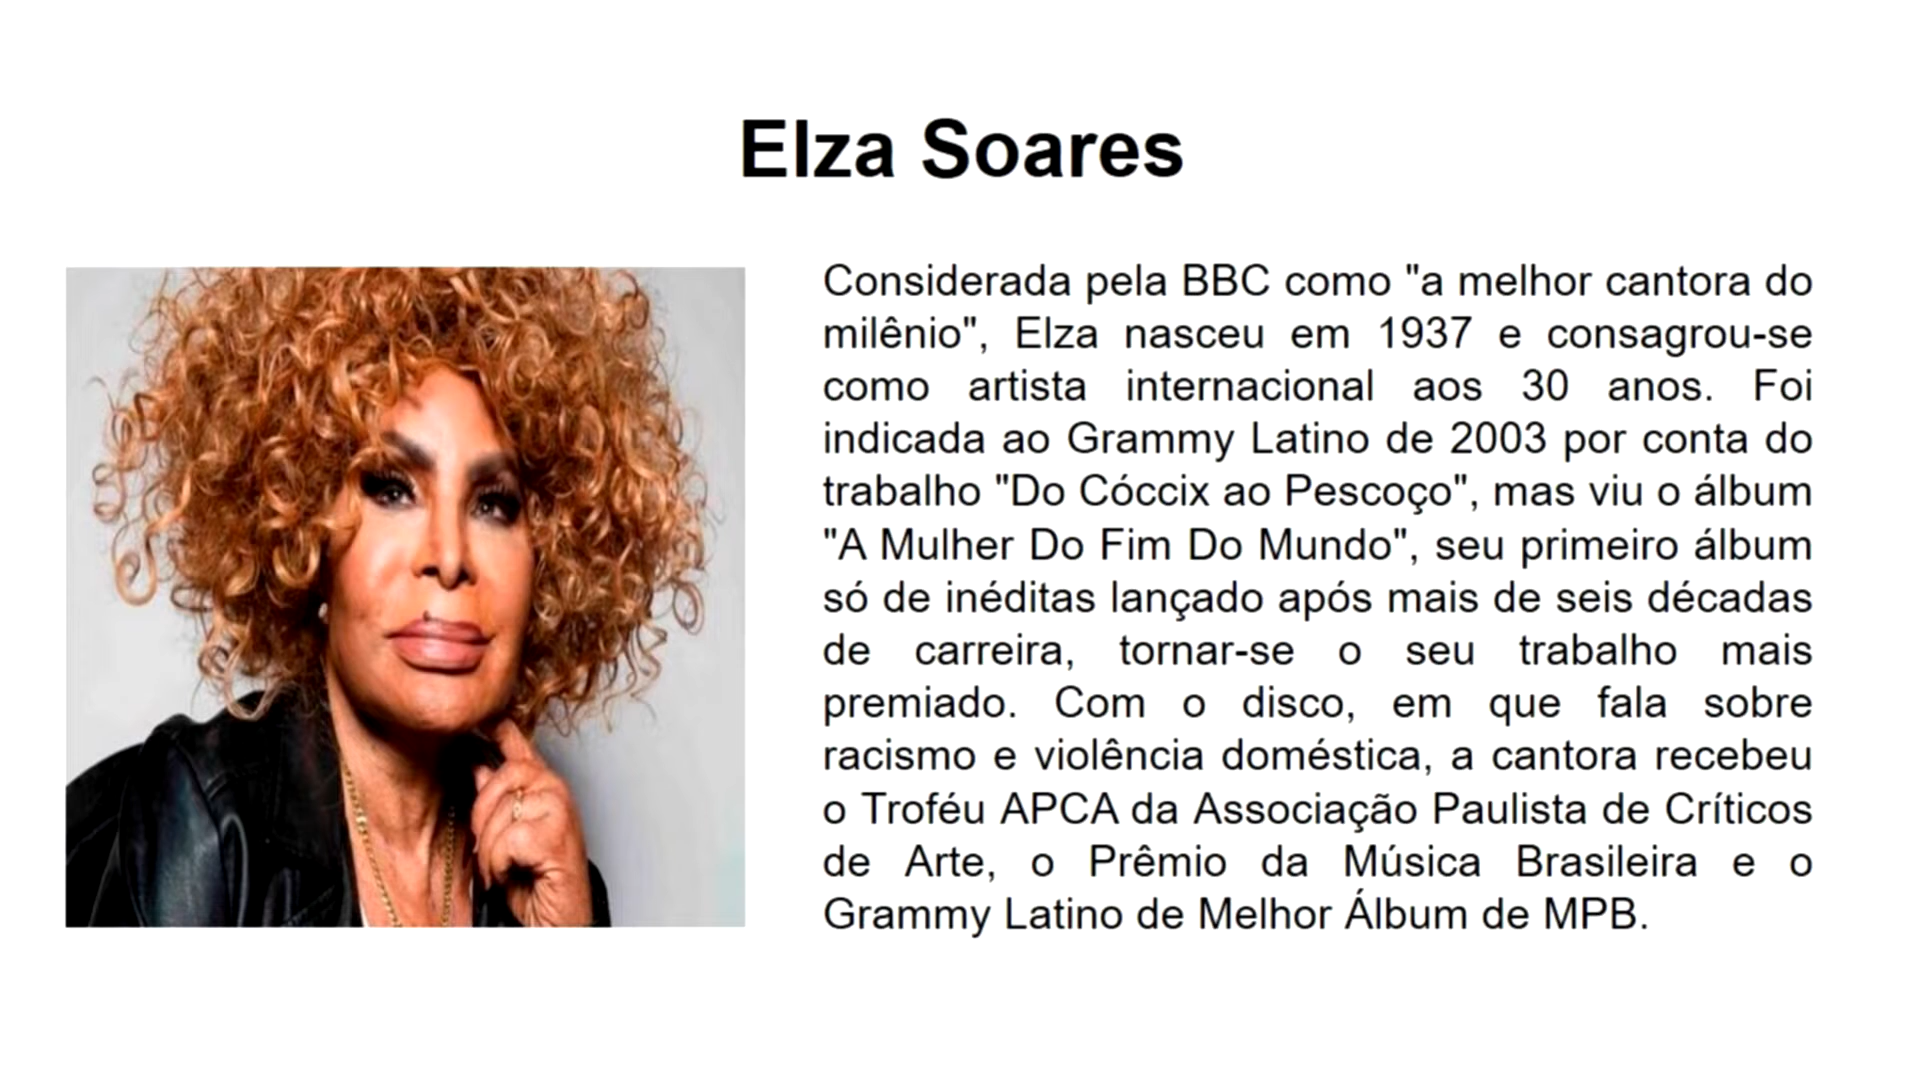 Elza Soares
Considerada pela BBC como "a melhor cantora do
milênio", Elza nasceu em 1937 e consagrou-se
como artista internacional aos 30 anos. Foi
indicada ao Grammy Latino de 2003 por conta do
trabalho "Do Cóccix ao Pescoço", mas viu o álbum
"A Mulher Do Fim Do Mundo", seu primeiro álbum
só de inéditas lançado após mais de seis décadas
de carreira, tornar-se o seu trabalho mais
premiado. Com o disco, em que fala sobre
racismo e violência doméstica, a cantora recebeu
o Troféu APCA da Associação Paulista de Críticos
de Arte, o Prêmio da Música Brasileira e o
Grammy Latino de Melhor Álbum de MPB.